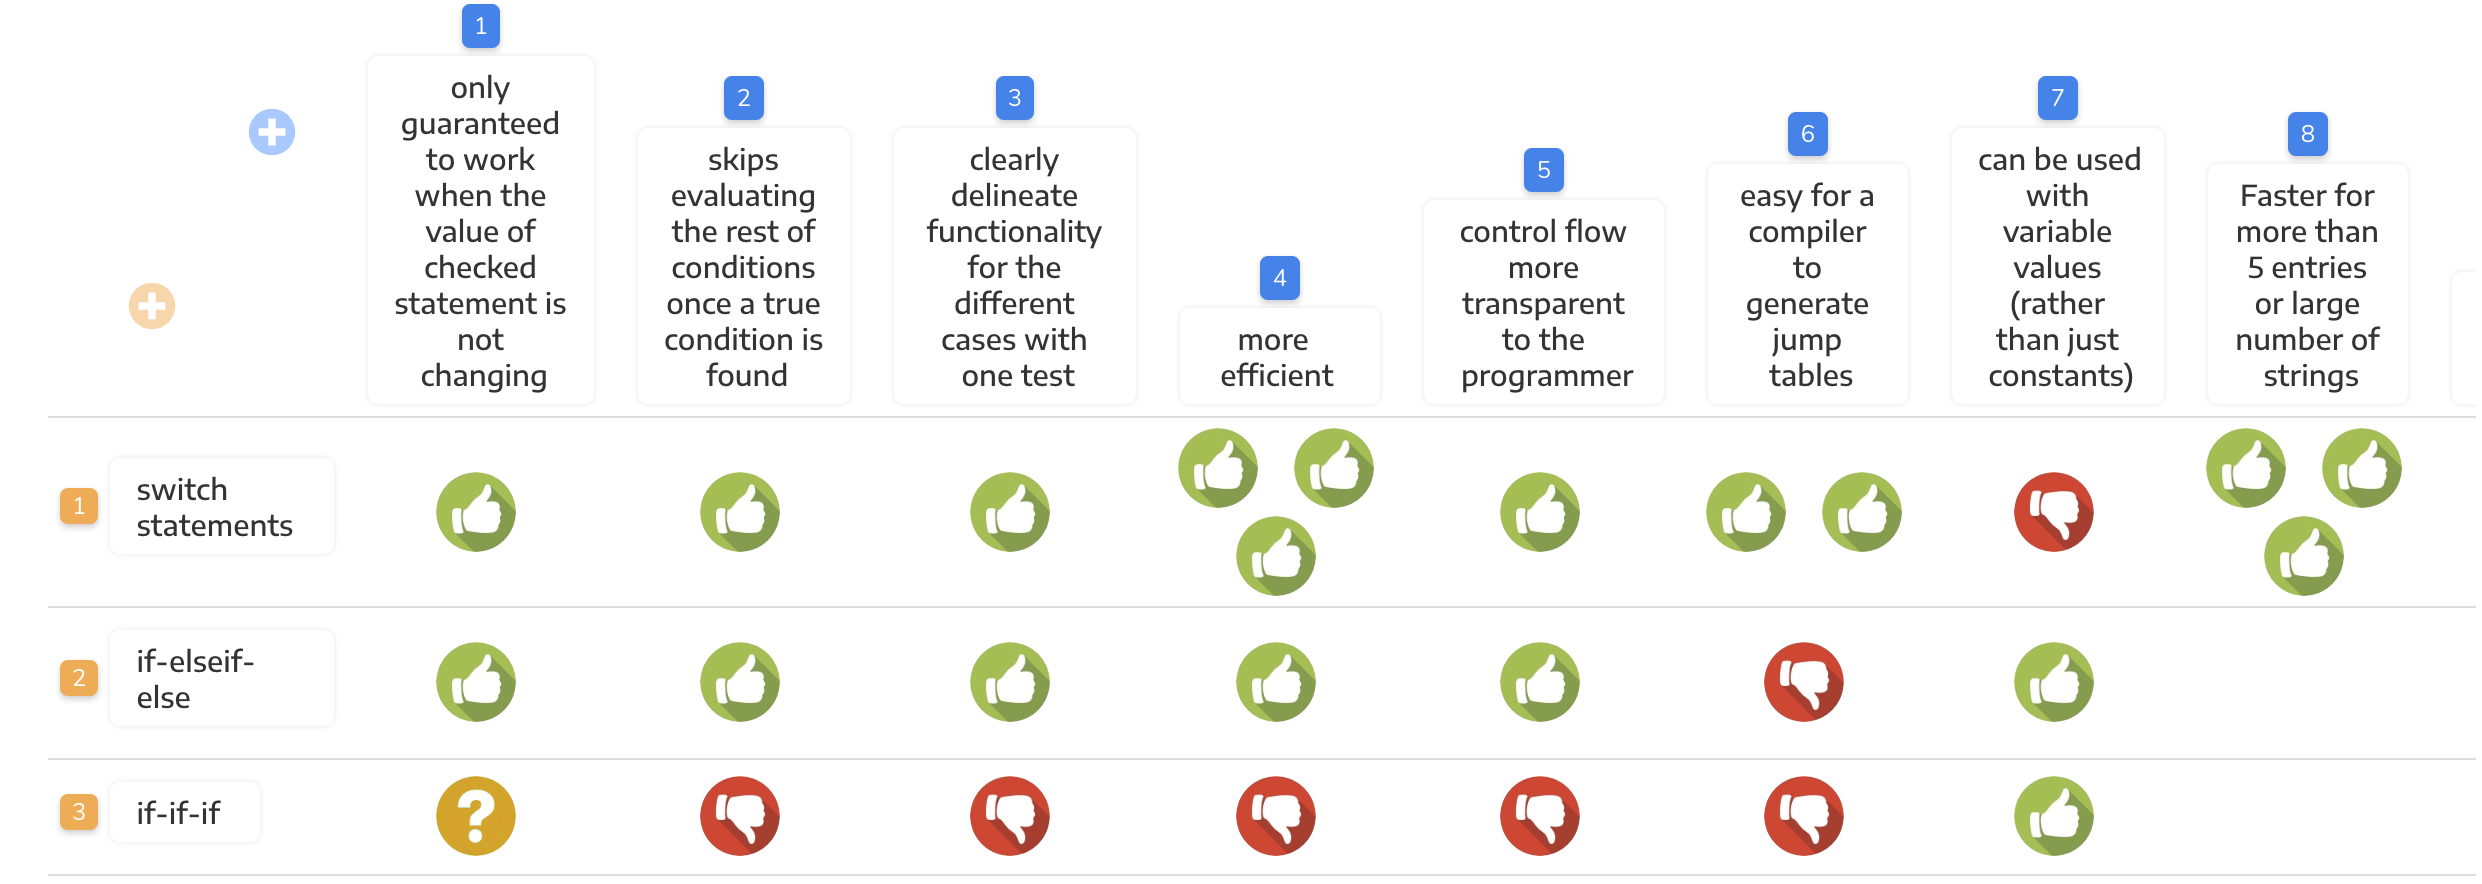 1
only
guaranteed
to work
when the
value of
checked
statement is
not
changing
2
skips
evaluating
the rest of
conditions
once a true
condition is
found
3
clearly
delineate
functionality
for the
different
cases with
one test
4
more
efficient
5
control flow
more
transparent
to the
programmer
6
easy for a
compiler
to
generate
jump
tables
7
can be used
with
variable
values
(rather
than just
constants)
8
Faster for
more than
5 entries
or large
number of
strings
1
switch
statements
2
if-elseif-
else
3
if-if-if
?